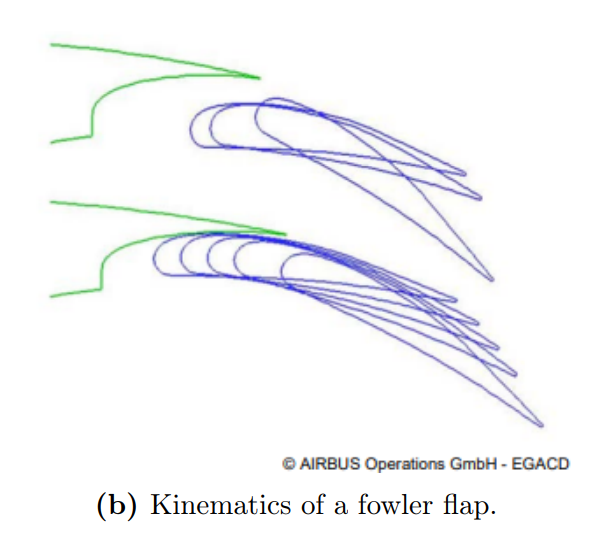 © AIRBUS Operations GmbH - EGACD
(b) Kinematics of a fowler flap.